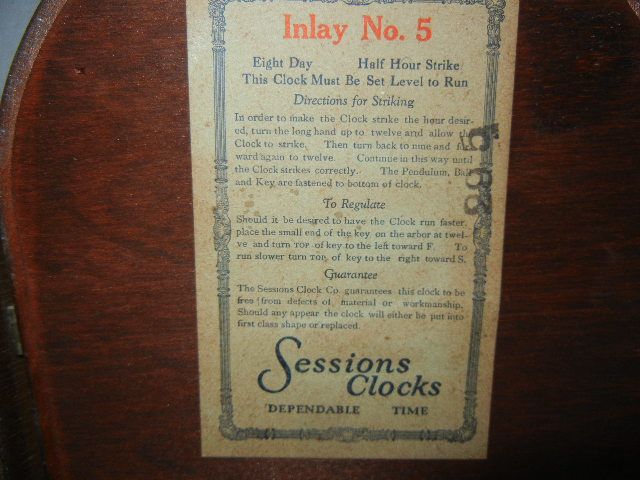 Inlay No. 5
Eight Day Half Hour Strike
This Clock Must Be Set Level to Run
Directions for Striking
In order to make the Clock strike the hour desir-
ed, turn the long hand up to twelve and allow the
Clock to strike. Then turn back to nine and for-
ward again to twelve. Continue in this way until
the Clock strikes correctly. The Pendulum, Ball
and Key are fastened to bottom of clock.
To Regulate
Should it be desired to have the Clock run faster,
place the small end of the key on the arbor at twel-
ve and turn TOP of key to the left toward F. To
run slower turn TOP, of key to the right toward S.
Guarantee
The Sessions Clock Co. guarantees this clock to be
free from defects of material or workmanship.
Should any appear the clock will either be put into
first class shape or replaced.
Sessions
Clocks
DEPENDABLE TIME